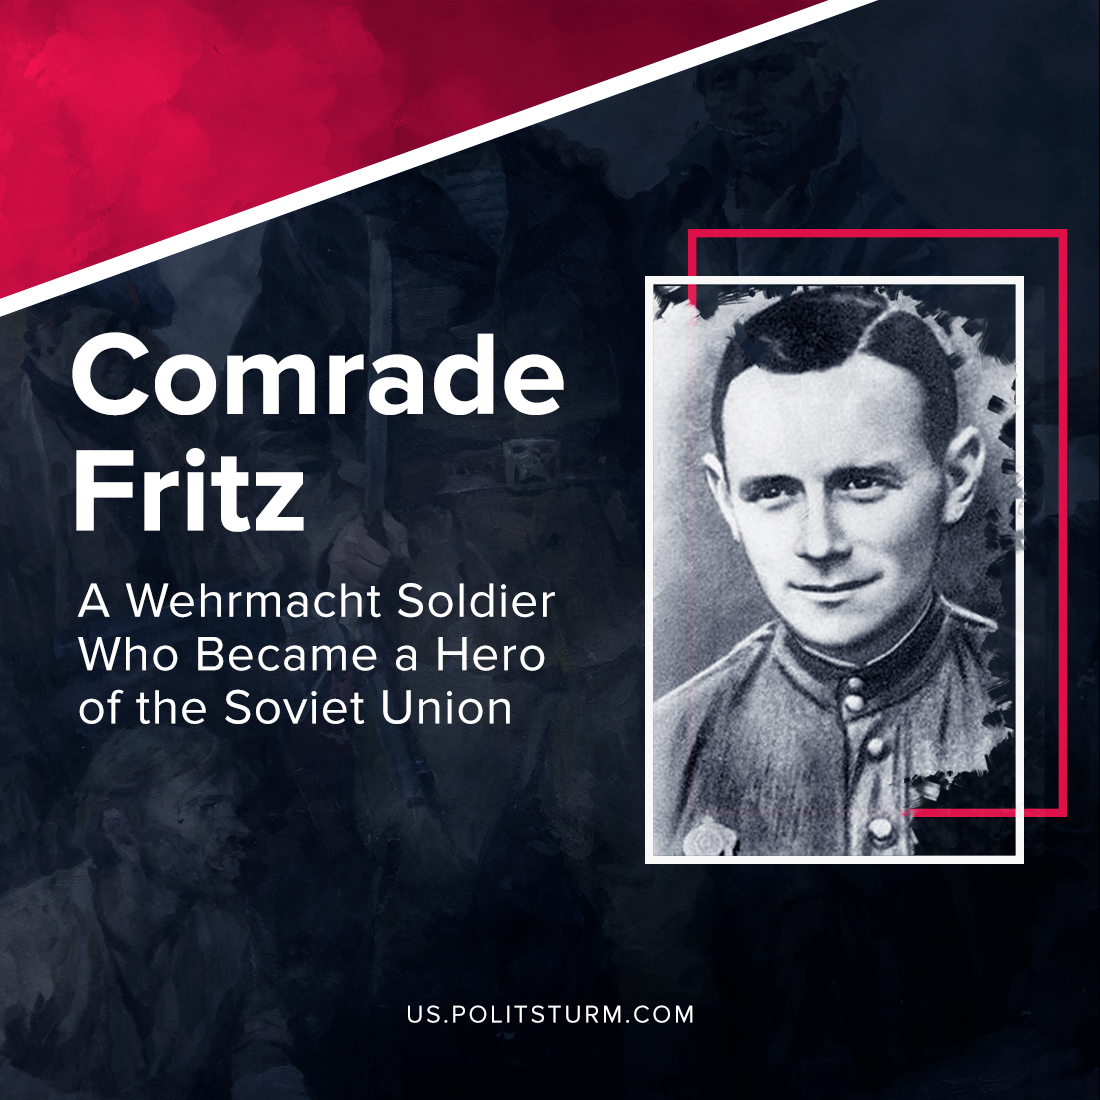 Comrade
Fritz
A Wehrmacht Soldier
Who Became a Hero
of the Soviet Union
US.POLITSTURM.COM